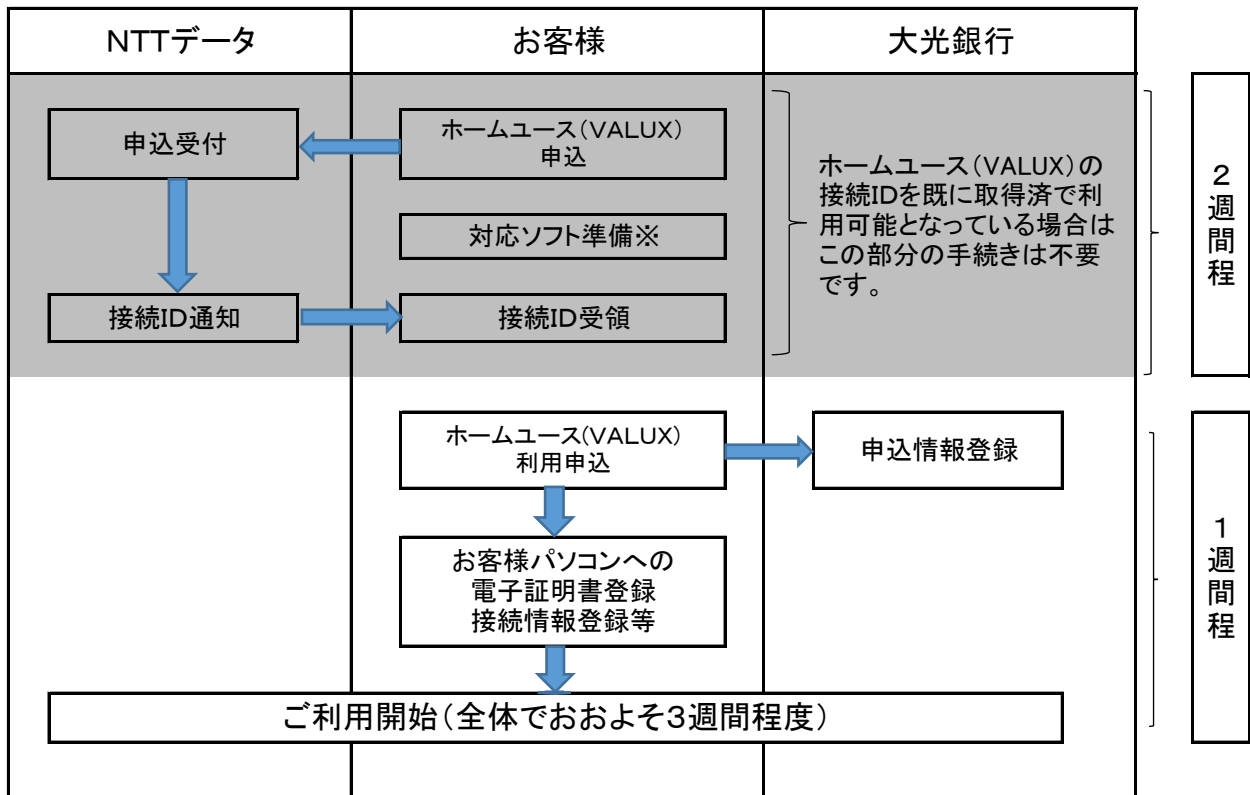 NTTデータ
お客様
大光銀行
申込受付
ホームユース(VALUX)
申込
対応ソフト準備※
接続ID通知
接続ID受領
ホームユース(VALUX)の
接続IDを既に取得済で利
用可能となっている場合は
この部分の手続きは不要
です。
2週間程
ホームユース(VALUX)
利用申込
申込情報登録
お客様パソコンへの
電子証明書登録
接続情報登録等
1週間程
ご利用開始(全体でおおよそ3週間程度)